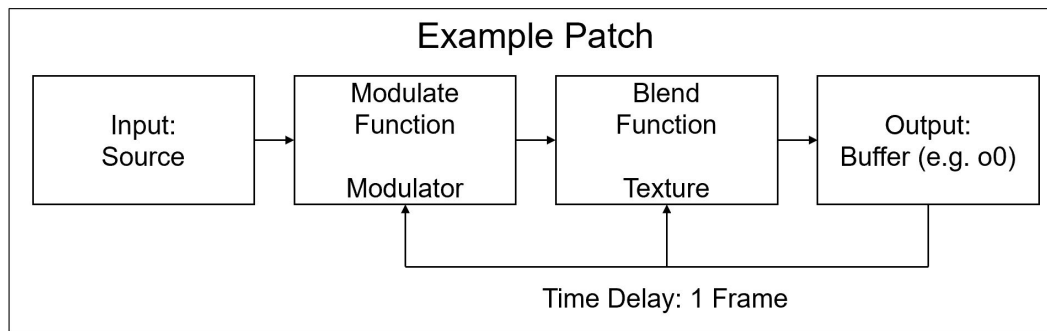 Example Patch
Input:
Source
Modulate
Function
Modulator
Blend
Function
Texture
Output:
Buffer (e.g. o0)
Time Delay: 1 Frame